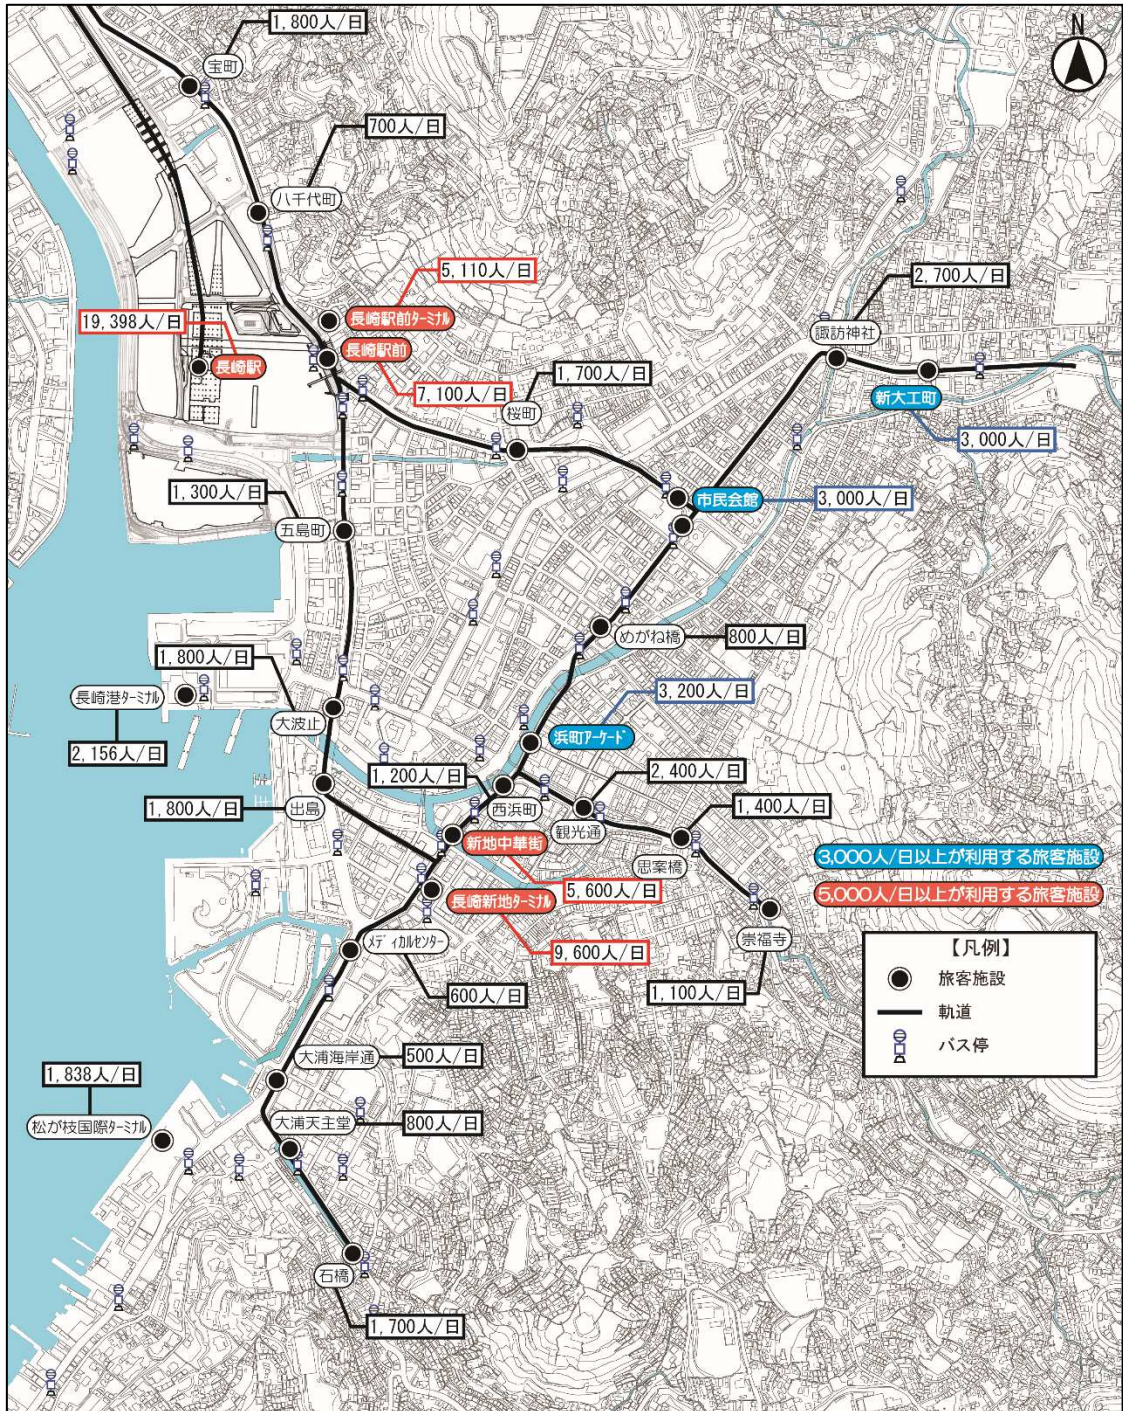 1,800人/日
N
宝町
700人/日
八千代町
5,110人/日
2,700人/日
19,398人/日
長崎駅前ターミナル
諏訪神社
長崎駅前
長崎駅
7,100人/日
1,700人/日
新大工町
桜町
3,000人/日
1,300人/日
市民会館
3,000人/日
五島町
めがね橋
800人/日
1,800人/日
3,200人/日
長崎港ターミナル
大波止
浜町アーケード
2,156人/日
1,200人/日
2,400人/日
1,800人/日
出島
西浜町
1,400人/日
観光通
新地中華街
思案橋
3,000人/日以上が利用する旅客施設
5,600人/日
5,000人/日以上が利用する旅客施設
長崎新地ターミナル
崇福寺
メディカルセンター
9,600人/日
【凡例】
旅客施設
600人/日
1,100人/日
軌道
バス停
大浦海岸通
500人/日
1,838人/日
大浦天主堂
800人/日
松が枝国際ターミナル
石橋
1,700人/日